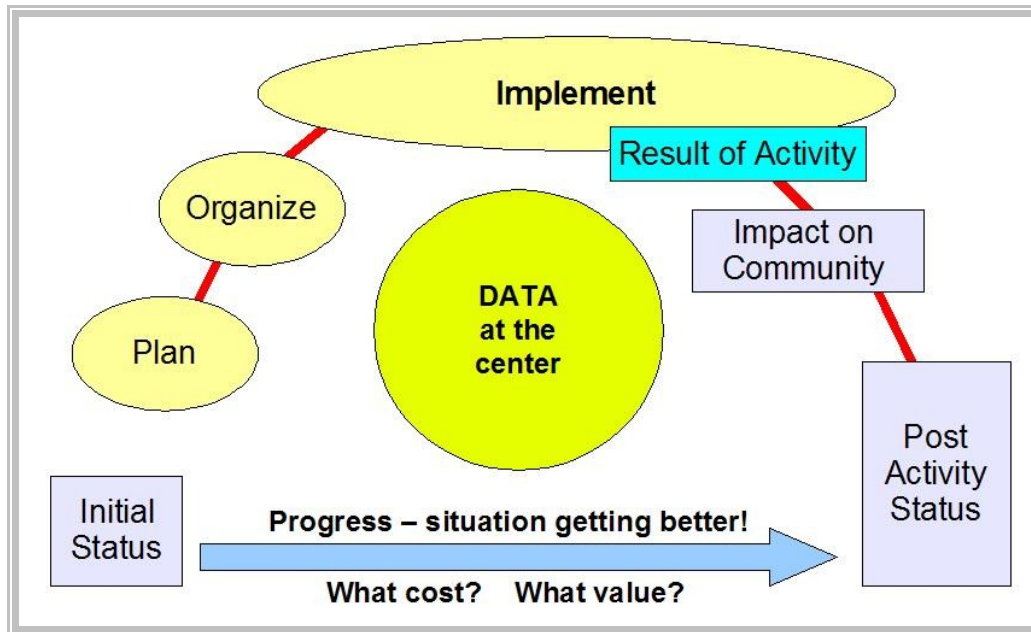 Implement
Result of Activity
Organize
Impact on
Community
DATA
at the
center
Plan
Post
Activity
Status
Initial
Status
Progress – situation getting better!
What cost? What value?